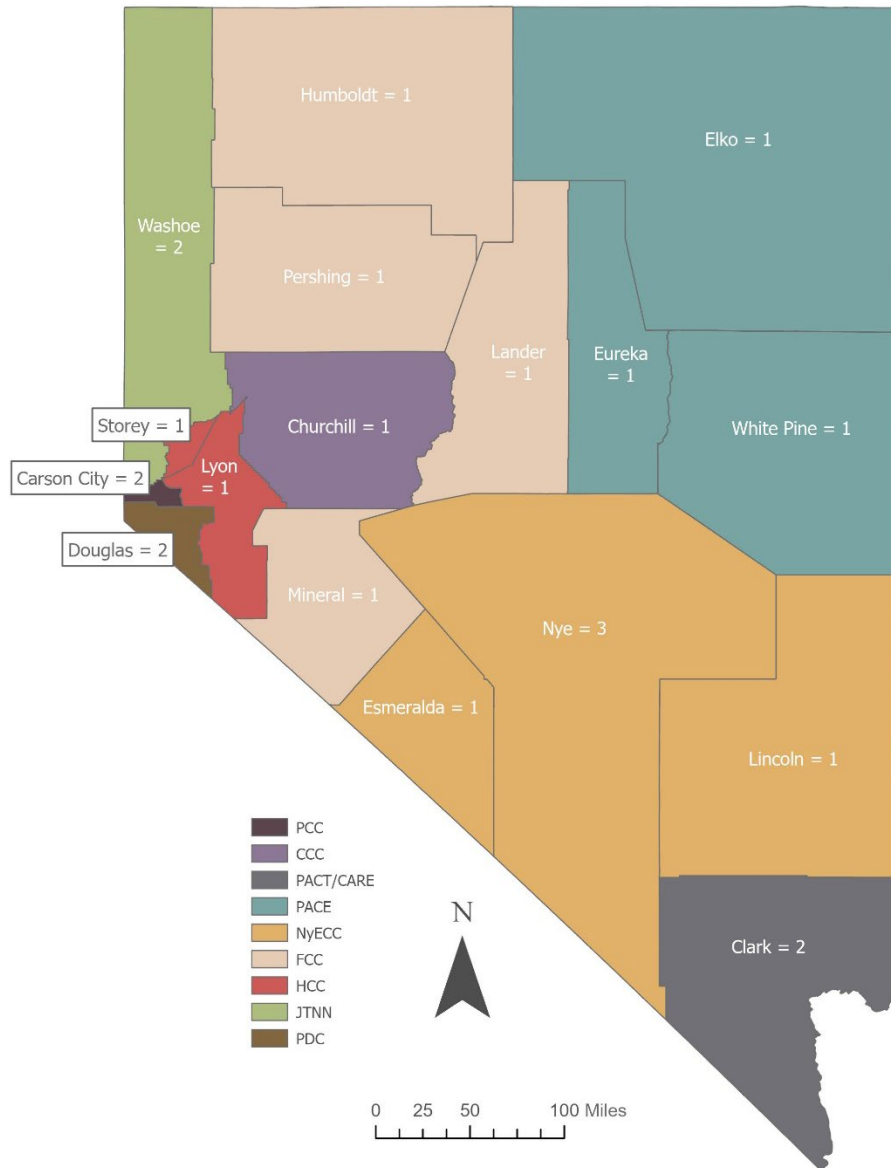 Humboldt = 1
Elko = 1
Washoe
= 2
Pershing = 1
Lander
= 1
Eureka
= 1
Storey = 1
Churchill = 1
White Pine = 1
Carson City = 2
Lyon
= 1
Douglas = 2
Mineral = 1
Nye = 3
Esmeralda = 1
Lincoln = 1
Clark = 2
PCC
CCC
PACT/CARE
PACE
NyECC
FCC
HCC
JTNN
PDC
N
0 25 50 100 Miles